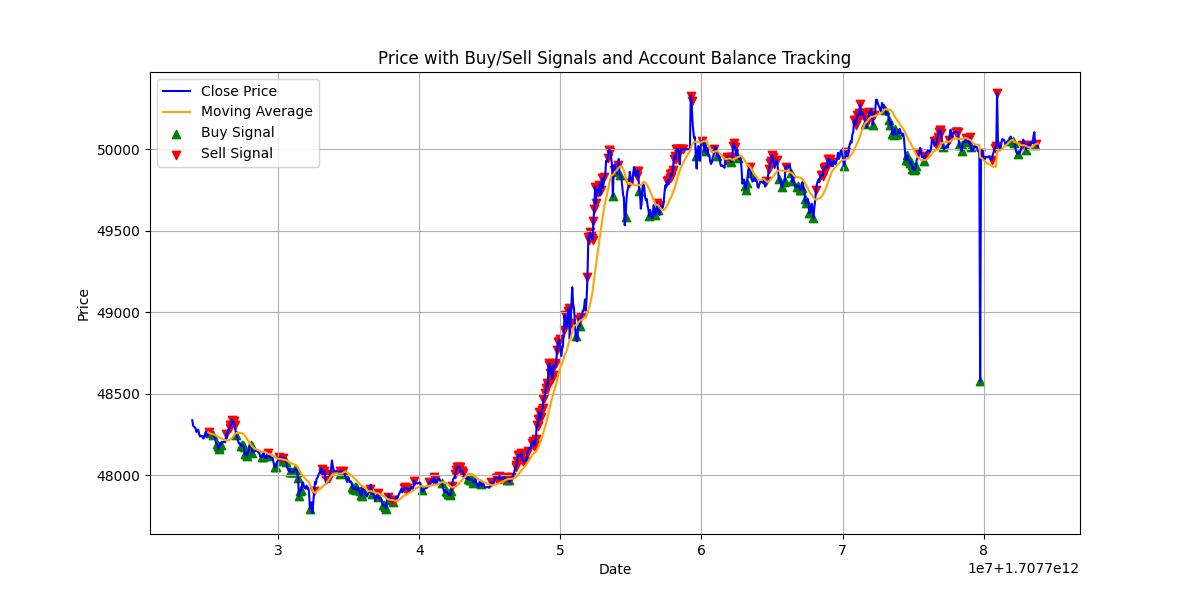 Price with Buy/Sell Signals and Account Balance Tracking
Close Price
Moving Average
Buy Signal
Sell Signal
50000
49500
49000
48500
48000
Price
3 4 5 6 7 8
Date
1e7+1.7077e12